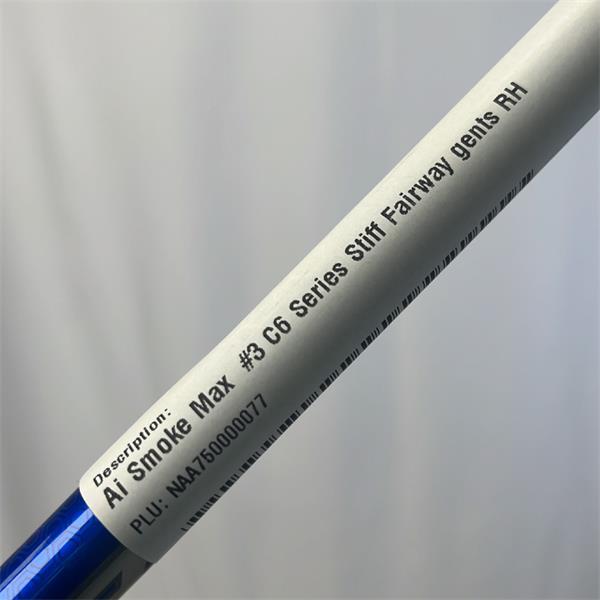 Description:
Ai Smoke Max #3 C6 Series Stiff Fairway gents RH
PLU: NAA750000077